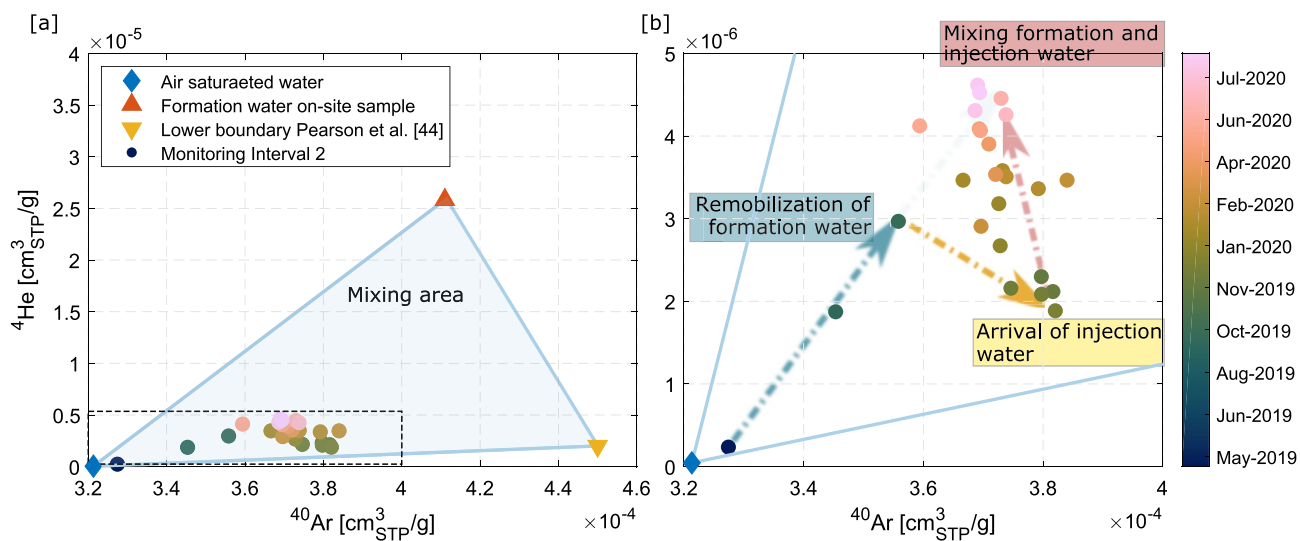 [a]
×10⁻⁵
4
3.5
3
2.5
2
1.5
1
0.5
0
⁴He [cm³STP/g]
Air saturaeted water
Formation water on-site sample
Lower boundary Pearson et al. [44]
Monitoring Interval 2
Mixing area
3.2
3.4
3.6
3.8
4
4.2
4.4
4.6
⁴⁰Ar [cm³STP/g]
×10⁻⁴
[b]
×10⁻⁶
5
4
3
2
1
0
Mixing formation and
injection water
Remobilization of
formation water
Arrival of injection
water
3.2
3.4
3.6
3.8
4
⁴⁰Ar [cm³STP/g]
×10⁻⁴
Jul-2020
Jun-2020
Apr-2020
Feb-2020
Jan-2020
Nov-2019
Oct-2019
Aug-2019
Jun-2019
May-2019